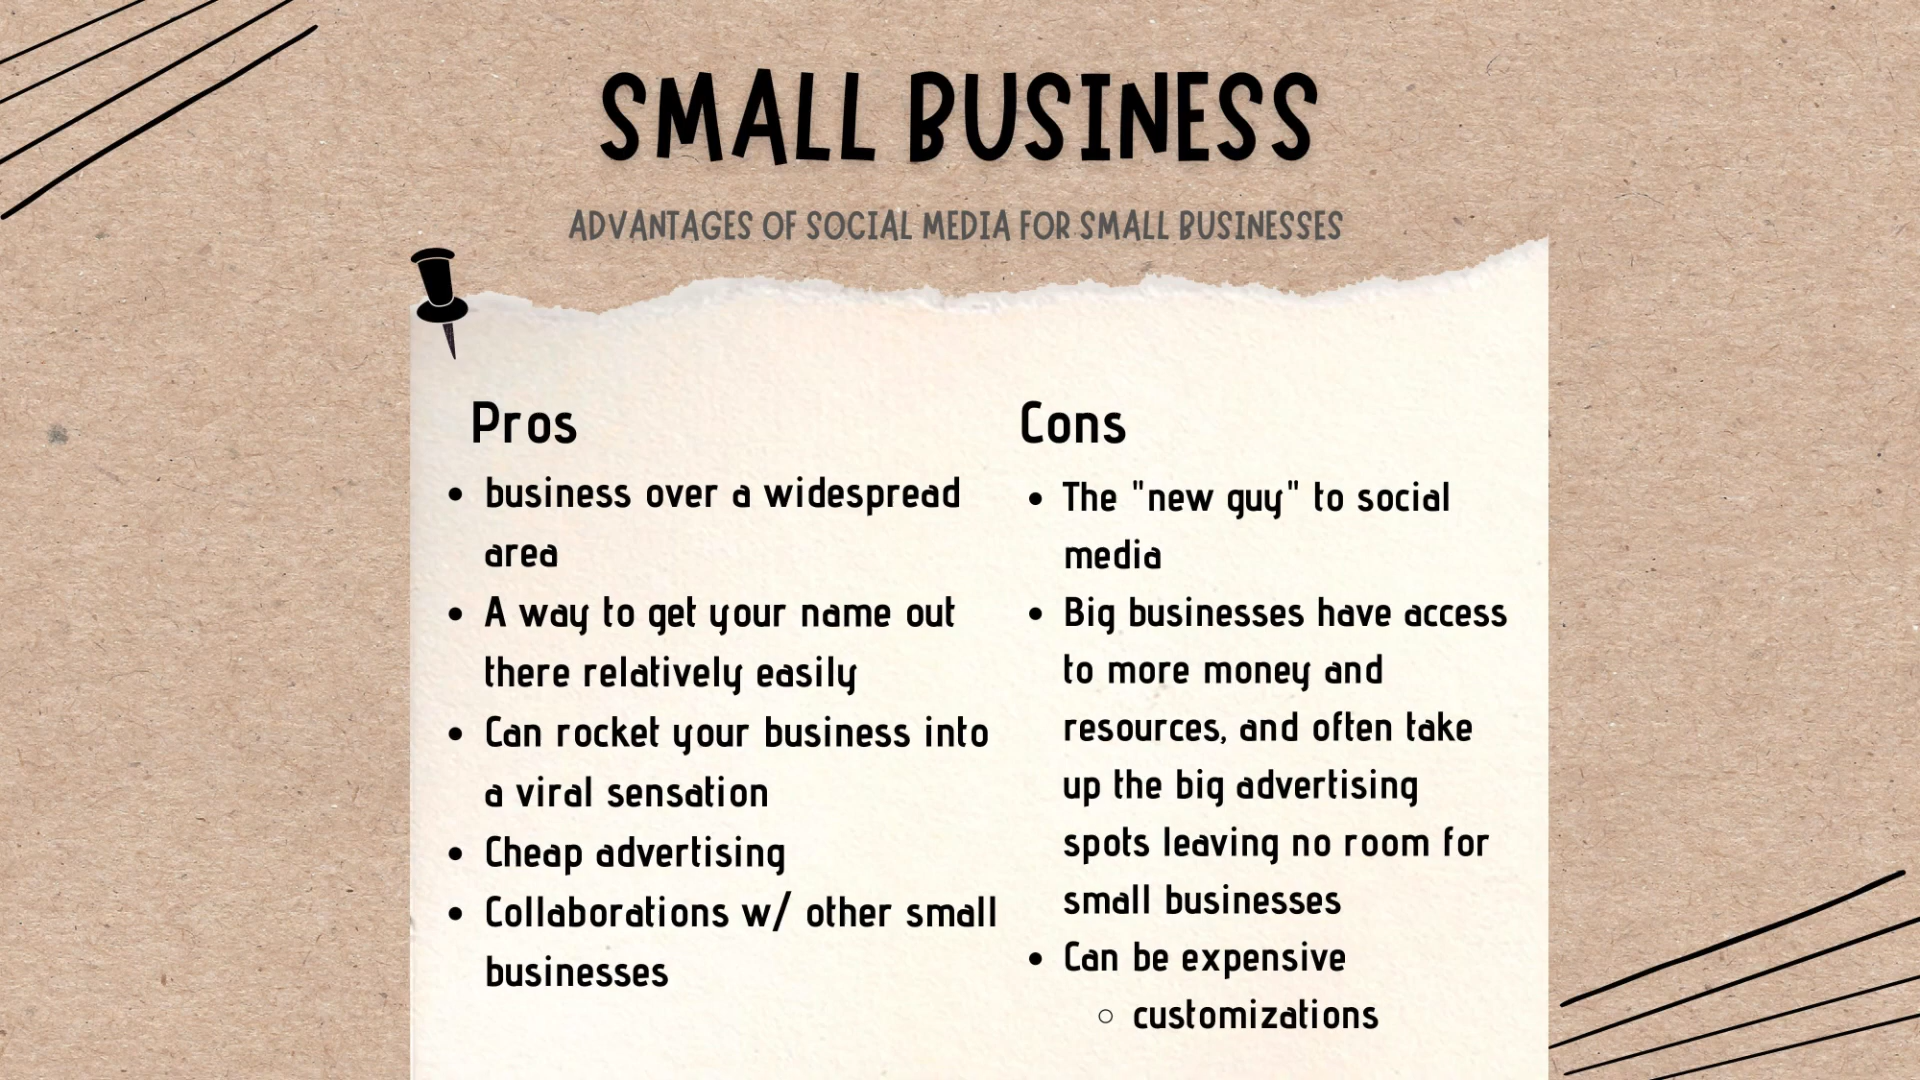 SMALL BUSINESS
ADVANTAGES OF SOCIAL MEDIA FOR SMALL BUSINESSES
Pros
• business over a widespread
area
• A way to get your name out
there relatively easily
• Can rocket your business into
a viral sensation
• Cheap advertising
• Collaborations w/ other small
businesses
Cons
• The "new guy" to social
media
• Big businesses have access
to more money and
resources, and often take
up the big advertising
spots leaving no room for
small businesses
• Can be expensive
○ customizations